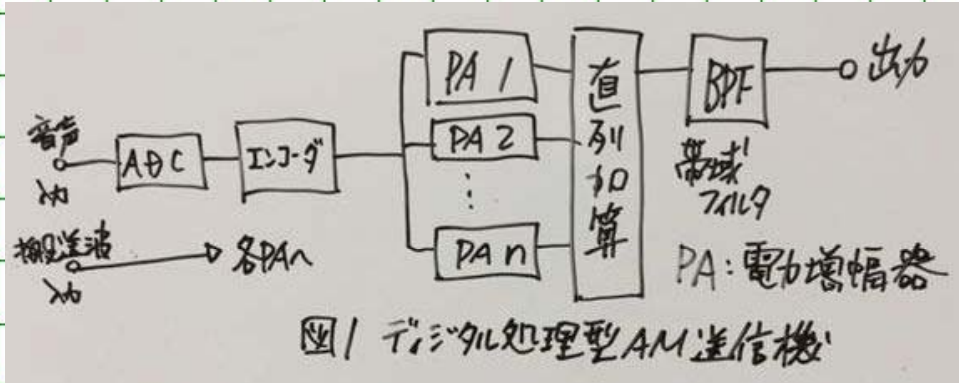 音声
入力
ADC
エンコーダ
PA 1
PA 2
⋮
PA n
直列加算
BPF
帯域
フィルタ
出力
搬送波
入力
各PAへ
PA:電力増幅器
図1 ディジタル処理型AM送信機